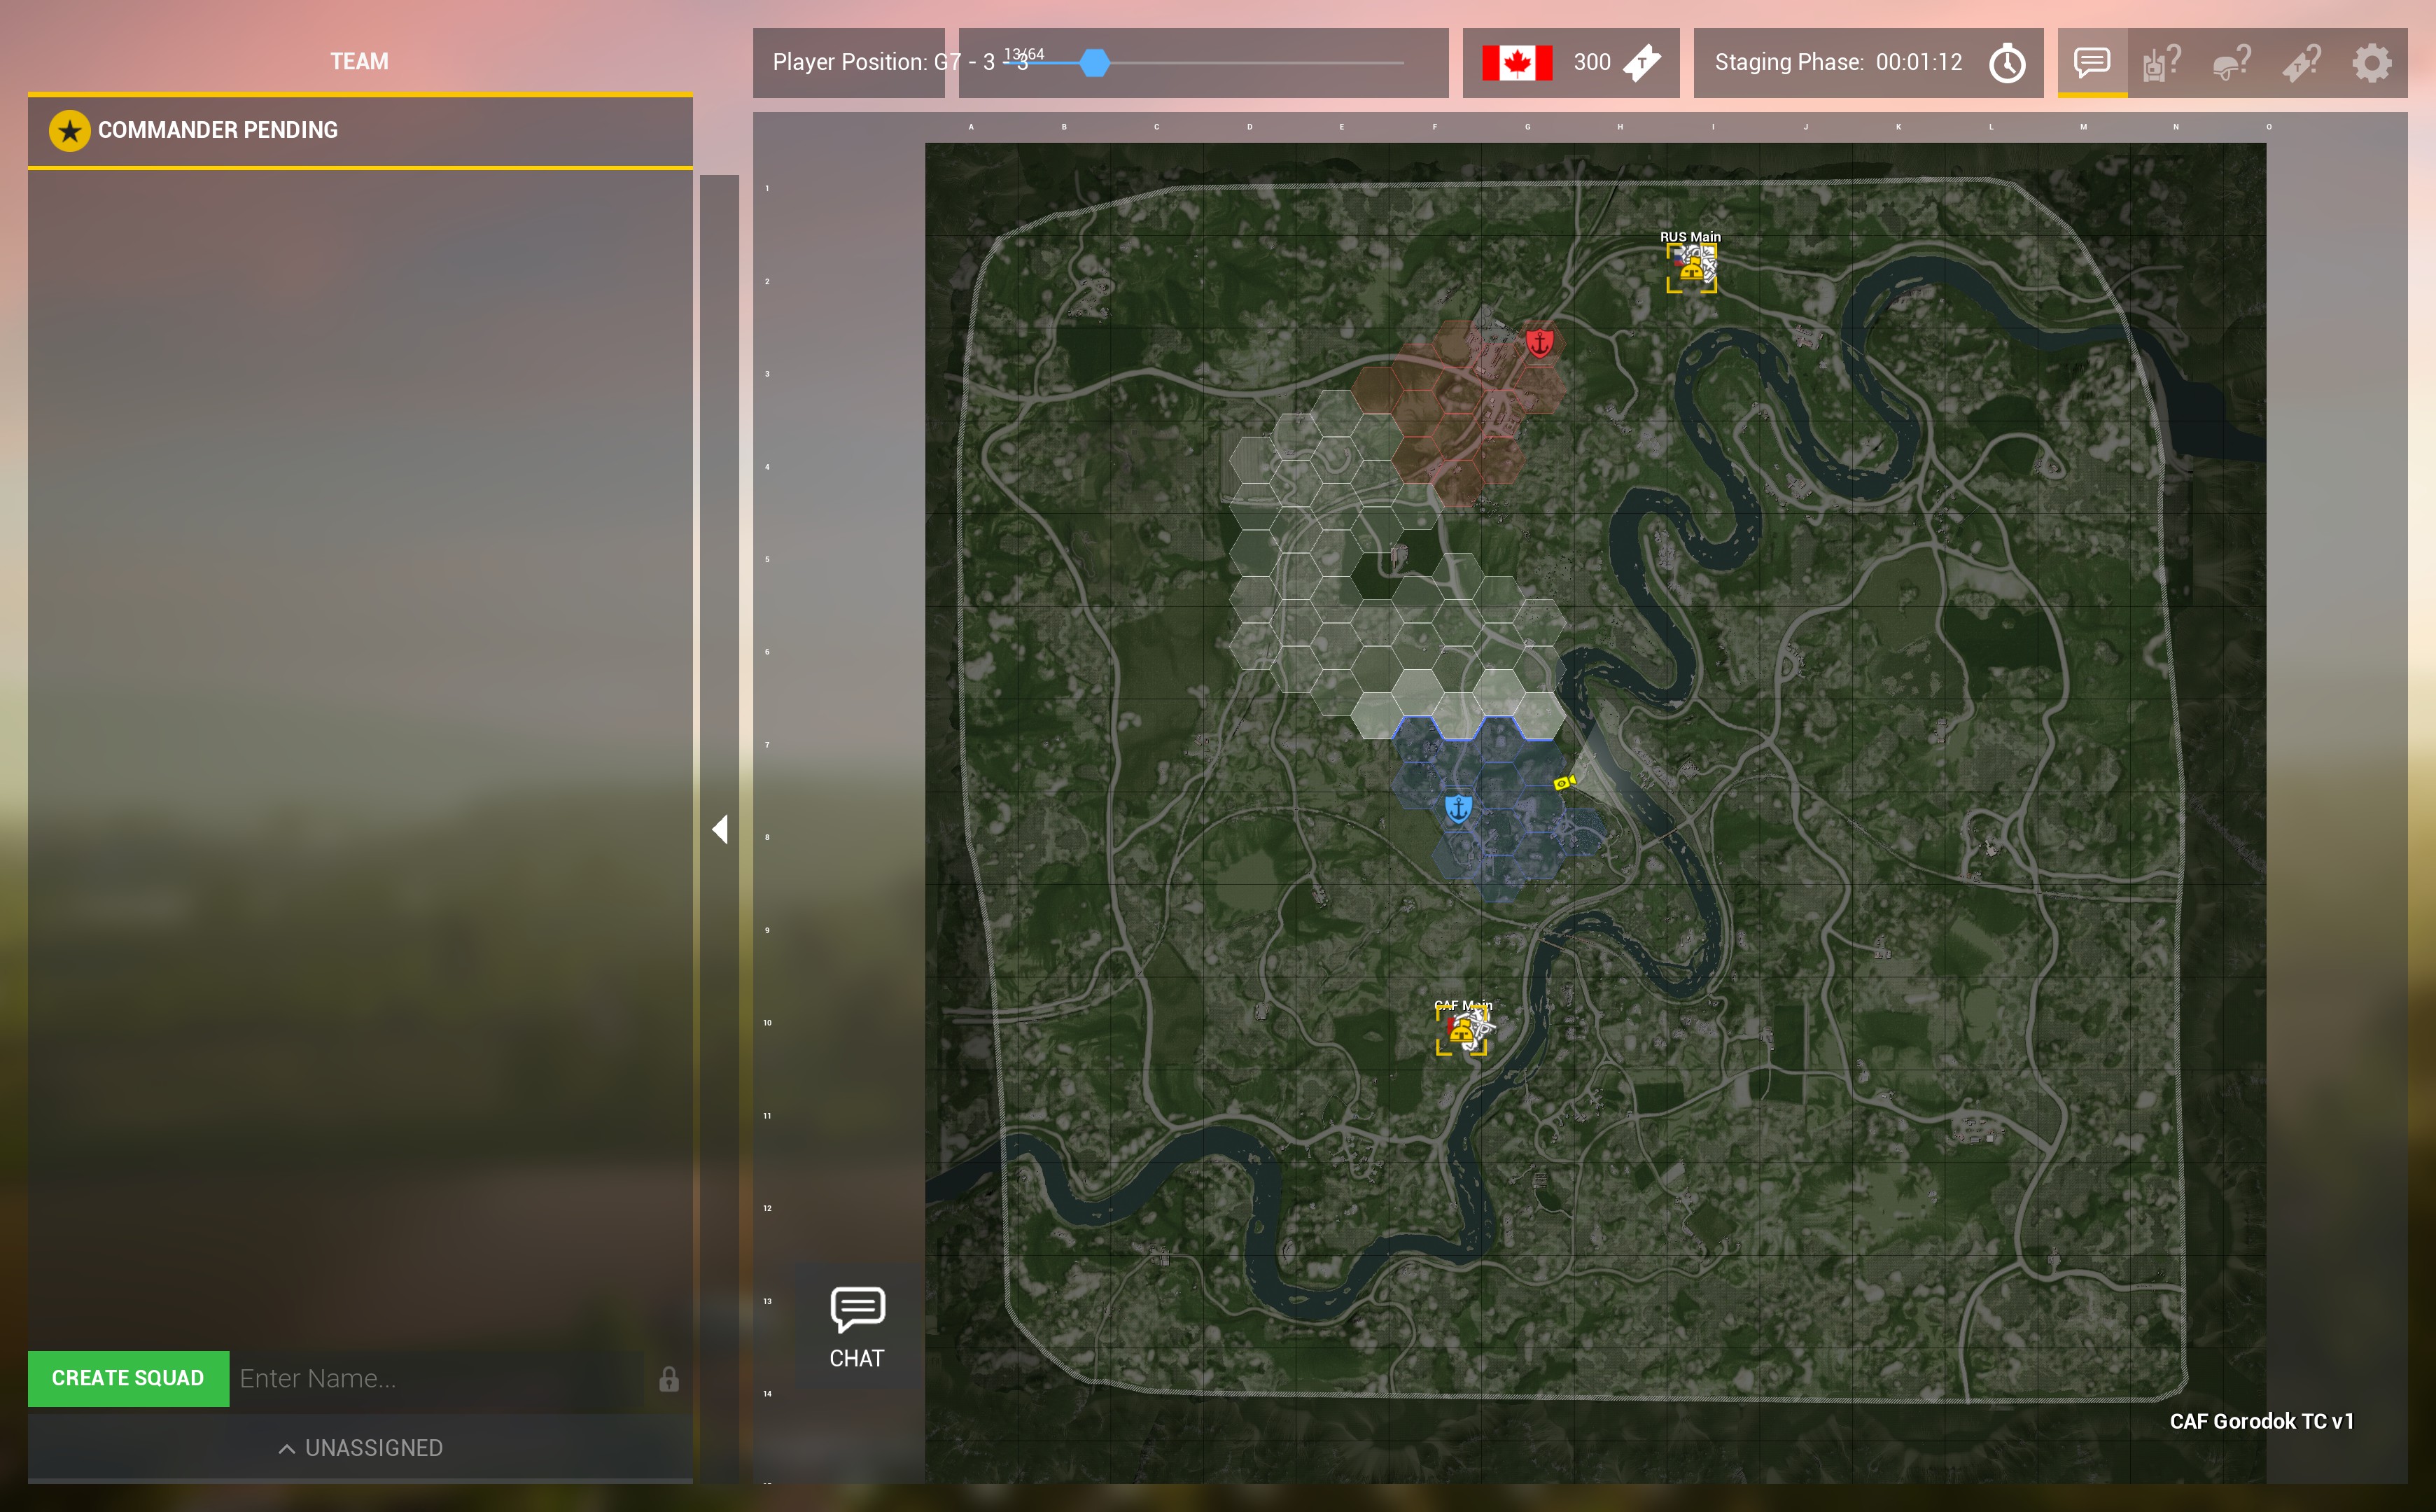 TEAM
Player Position: G7 - 3 - 3
13/64
300
T
Staging Phase: 00:01:12
? ? T ?
COMMANDER PENDING
A B C D E F G H I J K L M N O
1
RUS Main
2
3
4
5
6
7
8
9
CAF Main
10
11
12
13
CHAT
CREATE SQUAD Enter Name...
14
CAF Gorodok TC v1
UNASSIGNED